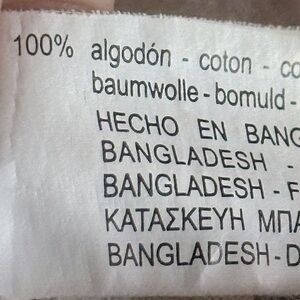 100% algodón - coton - co
baumwolle - bomuld -
HECHO EN BANG
BANGLADESH -
BANGLADESH - F
ΚΑΤΑΣΚΕΥΗ ΜΠΑ
BANGLADESH - D